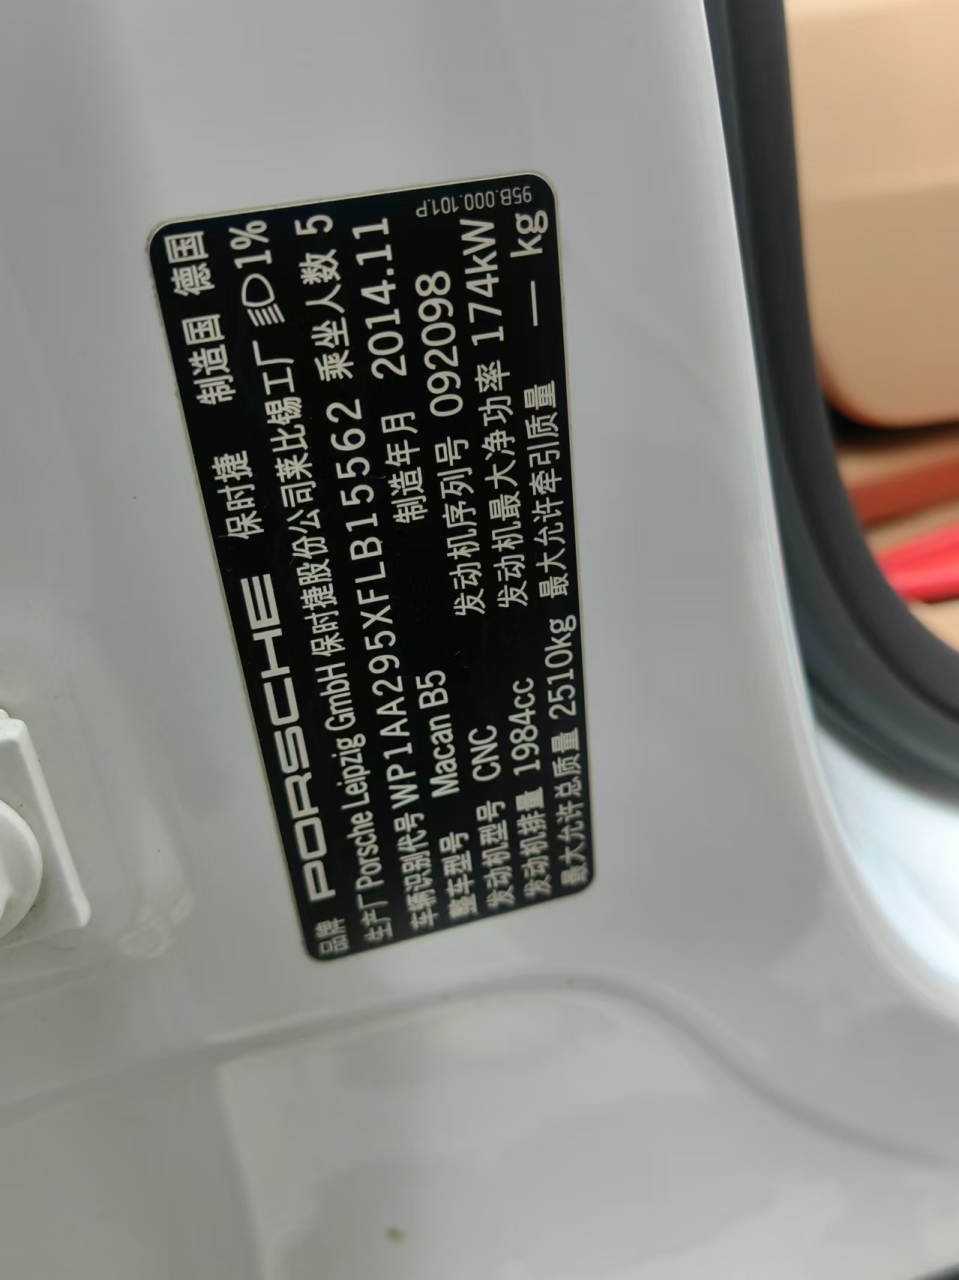 品牌 PORSCHE 保时捷 制造国 德国
生产厂 Porsche Leipzig GmbH 保时捷股份公司莱比锡工厂 1%
车辆识别代号 WP1AA295XFLB15562 乘坐人数 5
整车型号 Macan B5 制造年月 2014.11
发动机型号 CNC 发动机序列号 092098
发动机排量 1984cc 发动机最大净功率 174kW
最大允许总质量 2510kg 最大允许牵引质量 — kg
95B.000.101.P